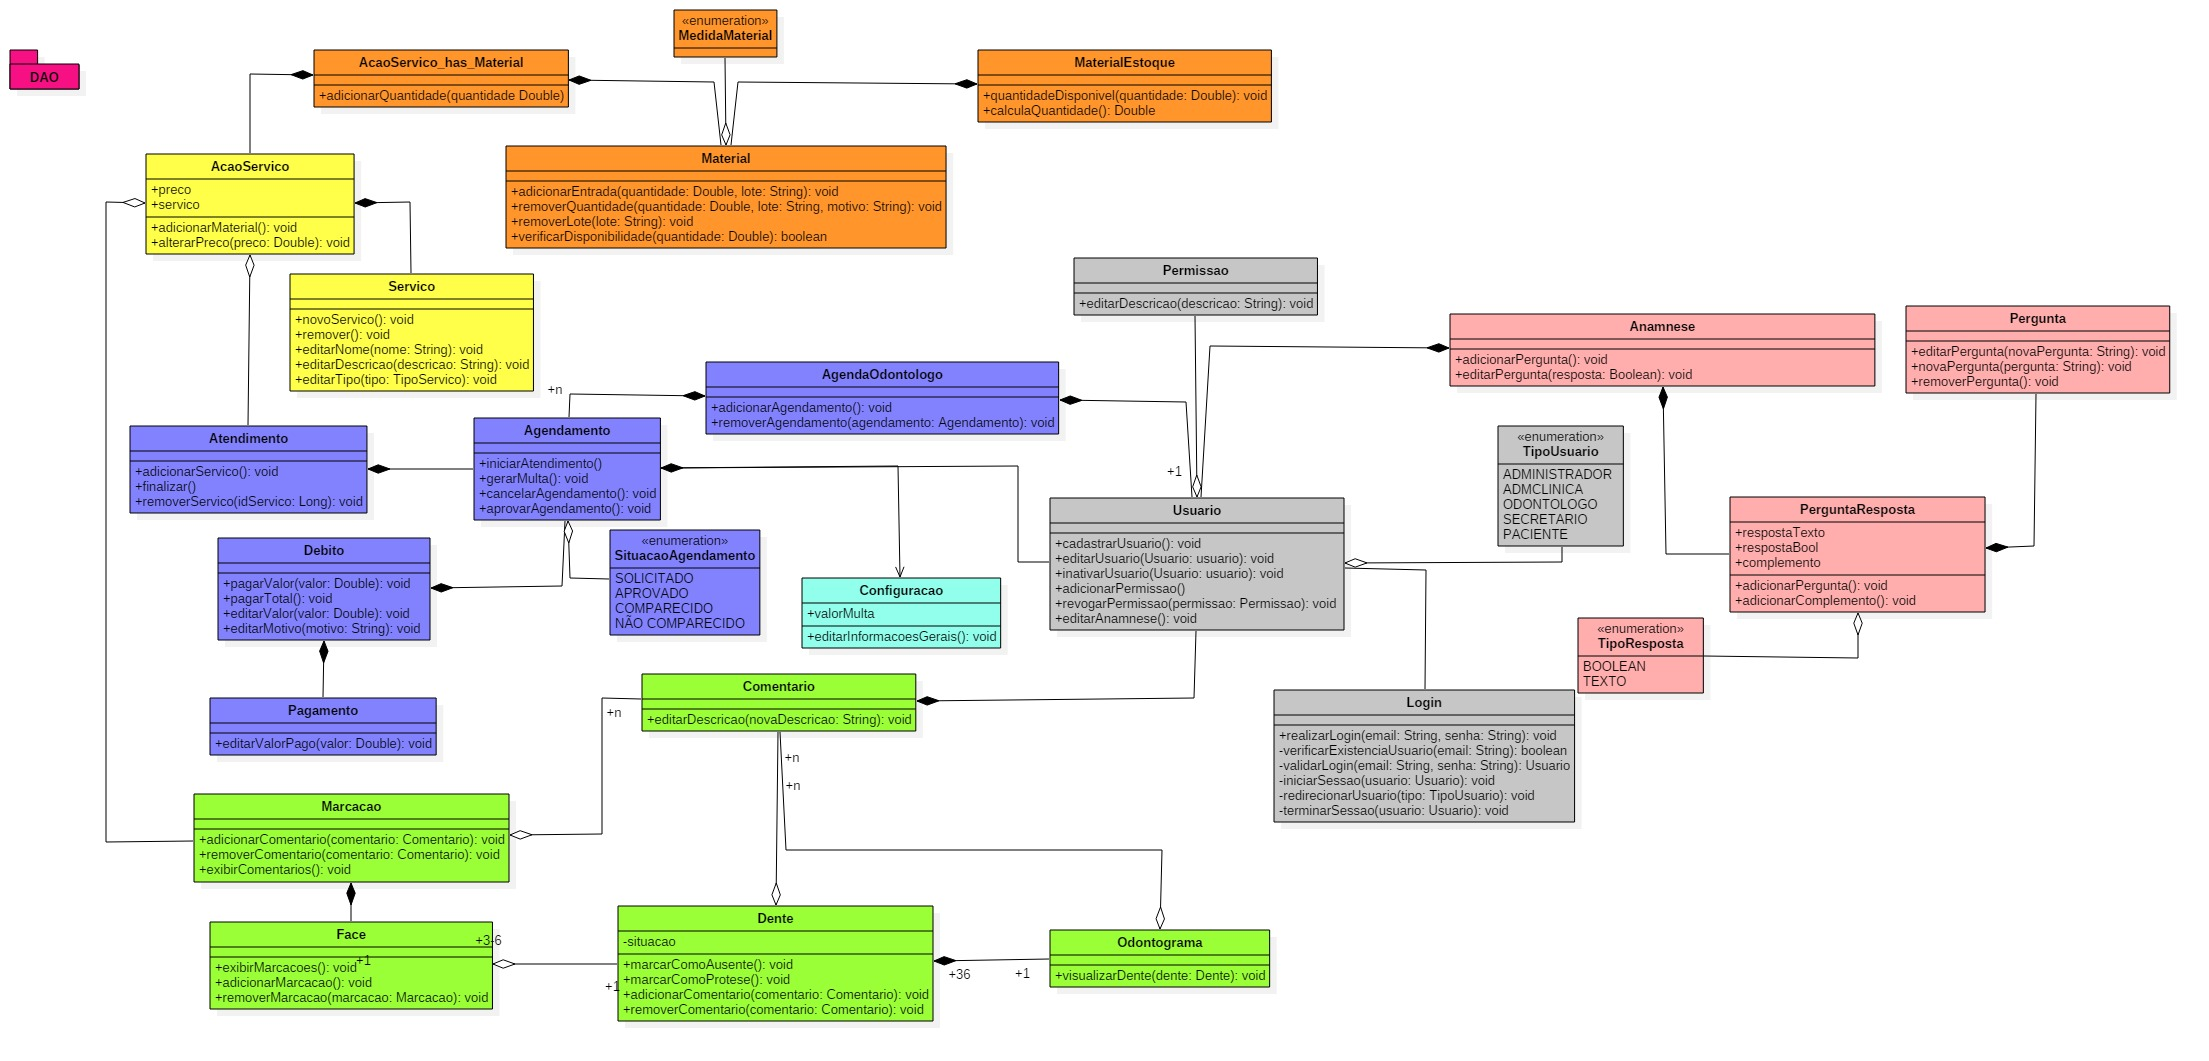 DAO
AcaoServico_has_Material
+adicionarQuantidade(quantidade Double)
«enumeration»
MedidaMaterial
MaterialEstoque
+quantidadeDisponivel(quantidade: Double): void
+calculaQuantidade(): Double
AcaoServico
+preco
+servico
+adicionarMaterial(): void
+alterarPreco(preco: Double): void
Material
+adicionarEntrada(quantidade: Double, lote: String): void
+removerQuantidade(quantidade: Double, lote: String, motivo: String): void
+removerLote(lote: String): void
+verificarDisponibilidade(quantidade: Double): boolean
Servico
+novoServico(): void
+remover(): void
+editarNome(nome: String): void
+editarDescricao(descricao: String): void
+editarTipo(tipo: TipoServico): void
Permissao
+editarDescricao(descricao: String): void
Anamnese
+adicionarPergunta(): void
+editarPergunta(resposta: Boolean): void
Pergunta
+editarPergunta(novaPergunta: String): void
+novaPergunta(pergunta: String): void
+removerPergunta(): void
+n
AgendaOdontologo
+adicionarAgendamento(): void
+removerAgendamento(agendamento: Agendamento): void
Atendimento
+adicionarServico(): void
+finalizar()
+removerServico(idServico: Long): void
Agendamento
+iniciarAtendimento()
+gerarMulta(): void
+cancelarAgendamento(): void
+aprovarAgendamento(): void
+1
«enumeration»
TipoUsuario
ADMINISTRADOR
ADMCLINICA
ODONTOLOGO
SECRETARIO
PACIENTE
Usuario
+cadastrarUsuario(): void
+editarUsuario(Usuario: usuario): void
+inativarUsuario(Usuario: usuario): void
+adicionarPermissao()
+revogarPermissao(permissao: Permissao): void
+editarAnamnese(): void
PerguntaResposta
+respostaTexto
+respostaBool
+complemento
+adicionarPergunta(): void
+adicionarComplemento(): void
Debito
+pagarValor(valor: Double): void
+pagarTotal(): void
+editarValor(valor: Double): void
+editarMotivo(motivo: String): void
«enumeration»
SituacaoAgendamento
SOLICITADO
APROVADO
COMPARECIDO
NÃO COMPARECIDO
Configuracao
+valorMulta
+editarInformacoesGerais(): void
«enumeration»
TipoResposta
BOOLEAN
TEXTO
Pagamento
+editarValorPago(valor: Double): void
+n
Comentario
+editarDescricao(novaDescricao: String): void
+n
+n
Login
+realizarLogin(email: String, senha: String): void
-verificarExistenciaUsuario(email: String): boolean
-validarLogin(email: String, senha: String): Usuario
-iniciarSessao(usuario: Usuario): void
-redirecionarUsuario(tipo: TipoUsuario): void
-terminarSessao(usuario: Usuario): void
Marcacao
+adicionarComentario(comentario: Comentario): void
+removerComentario(comentario: Comentario): void
+exibirComentarios(): void
Face
+exibirMarcacoes(): void
+adicionarMarcacao(): void
+removerMarcacao(marcacao: Marcacao): void
+3-6
+1
+1
Dente
-situacao
+marcarComoAusente(): void
+marcarComoProtese(): void
+adicionarComentario(comentario: Comentario): void
+removerComentario(comentario: Comentario): void
+36
+1
Odontograma
+visualizarDente(dente: Dente): void